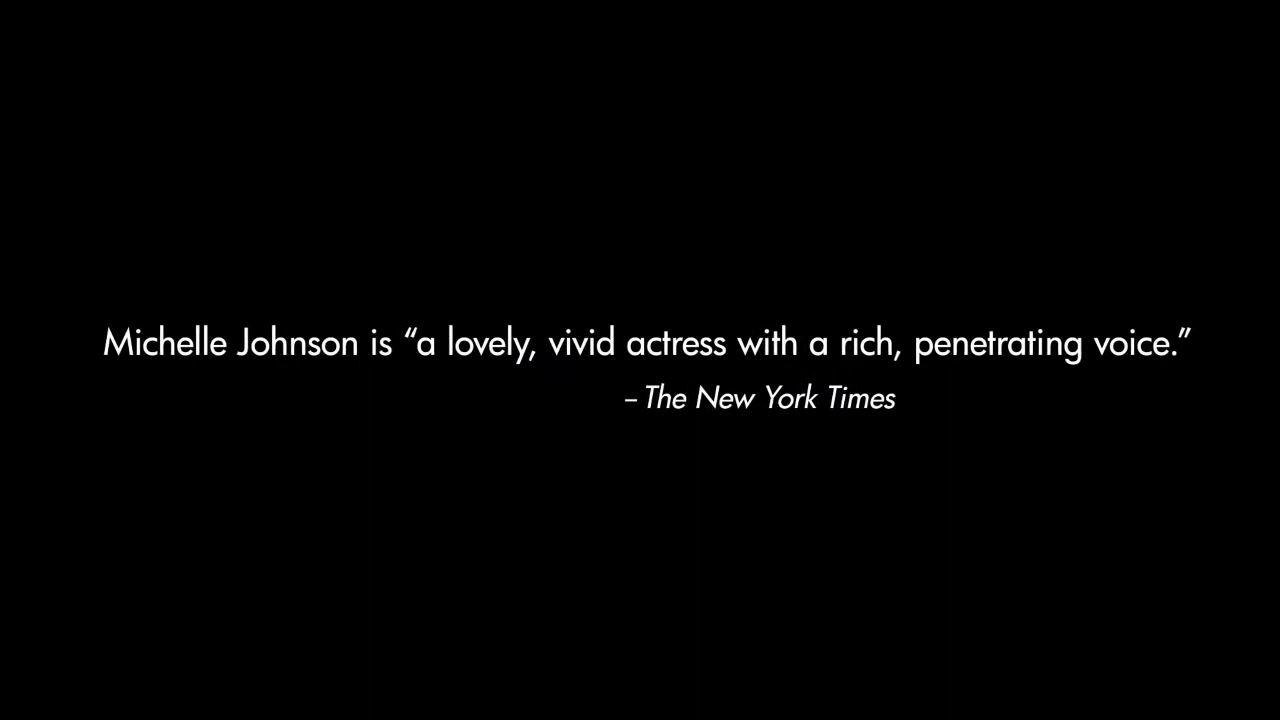 Michelle Johnson is “a lovely, vivid actress with a rich, penetrating voice.”
– The New York Times